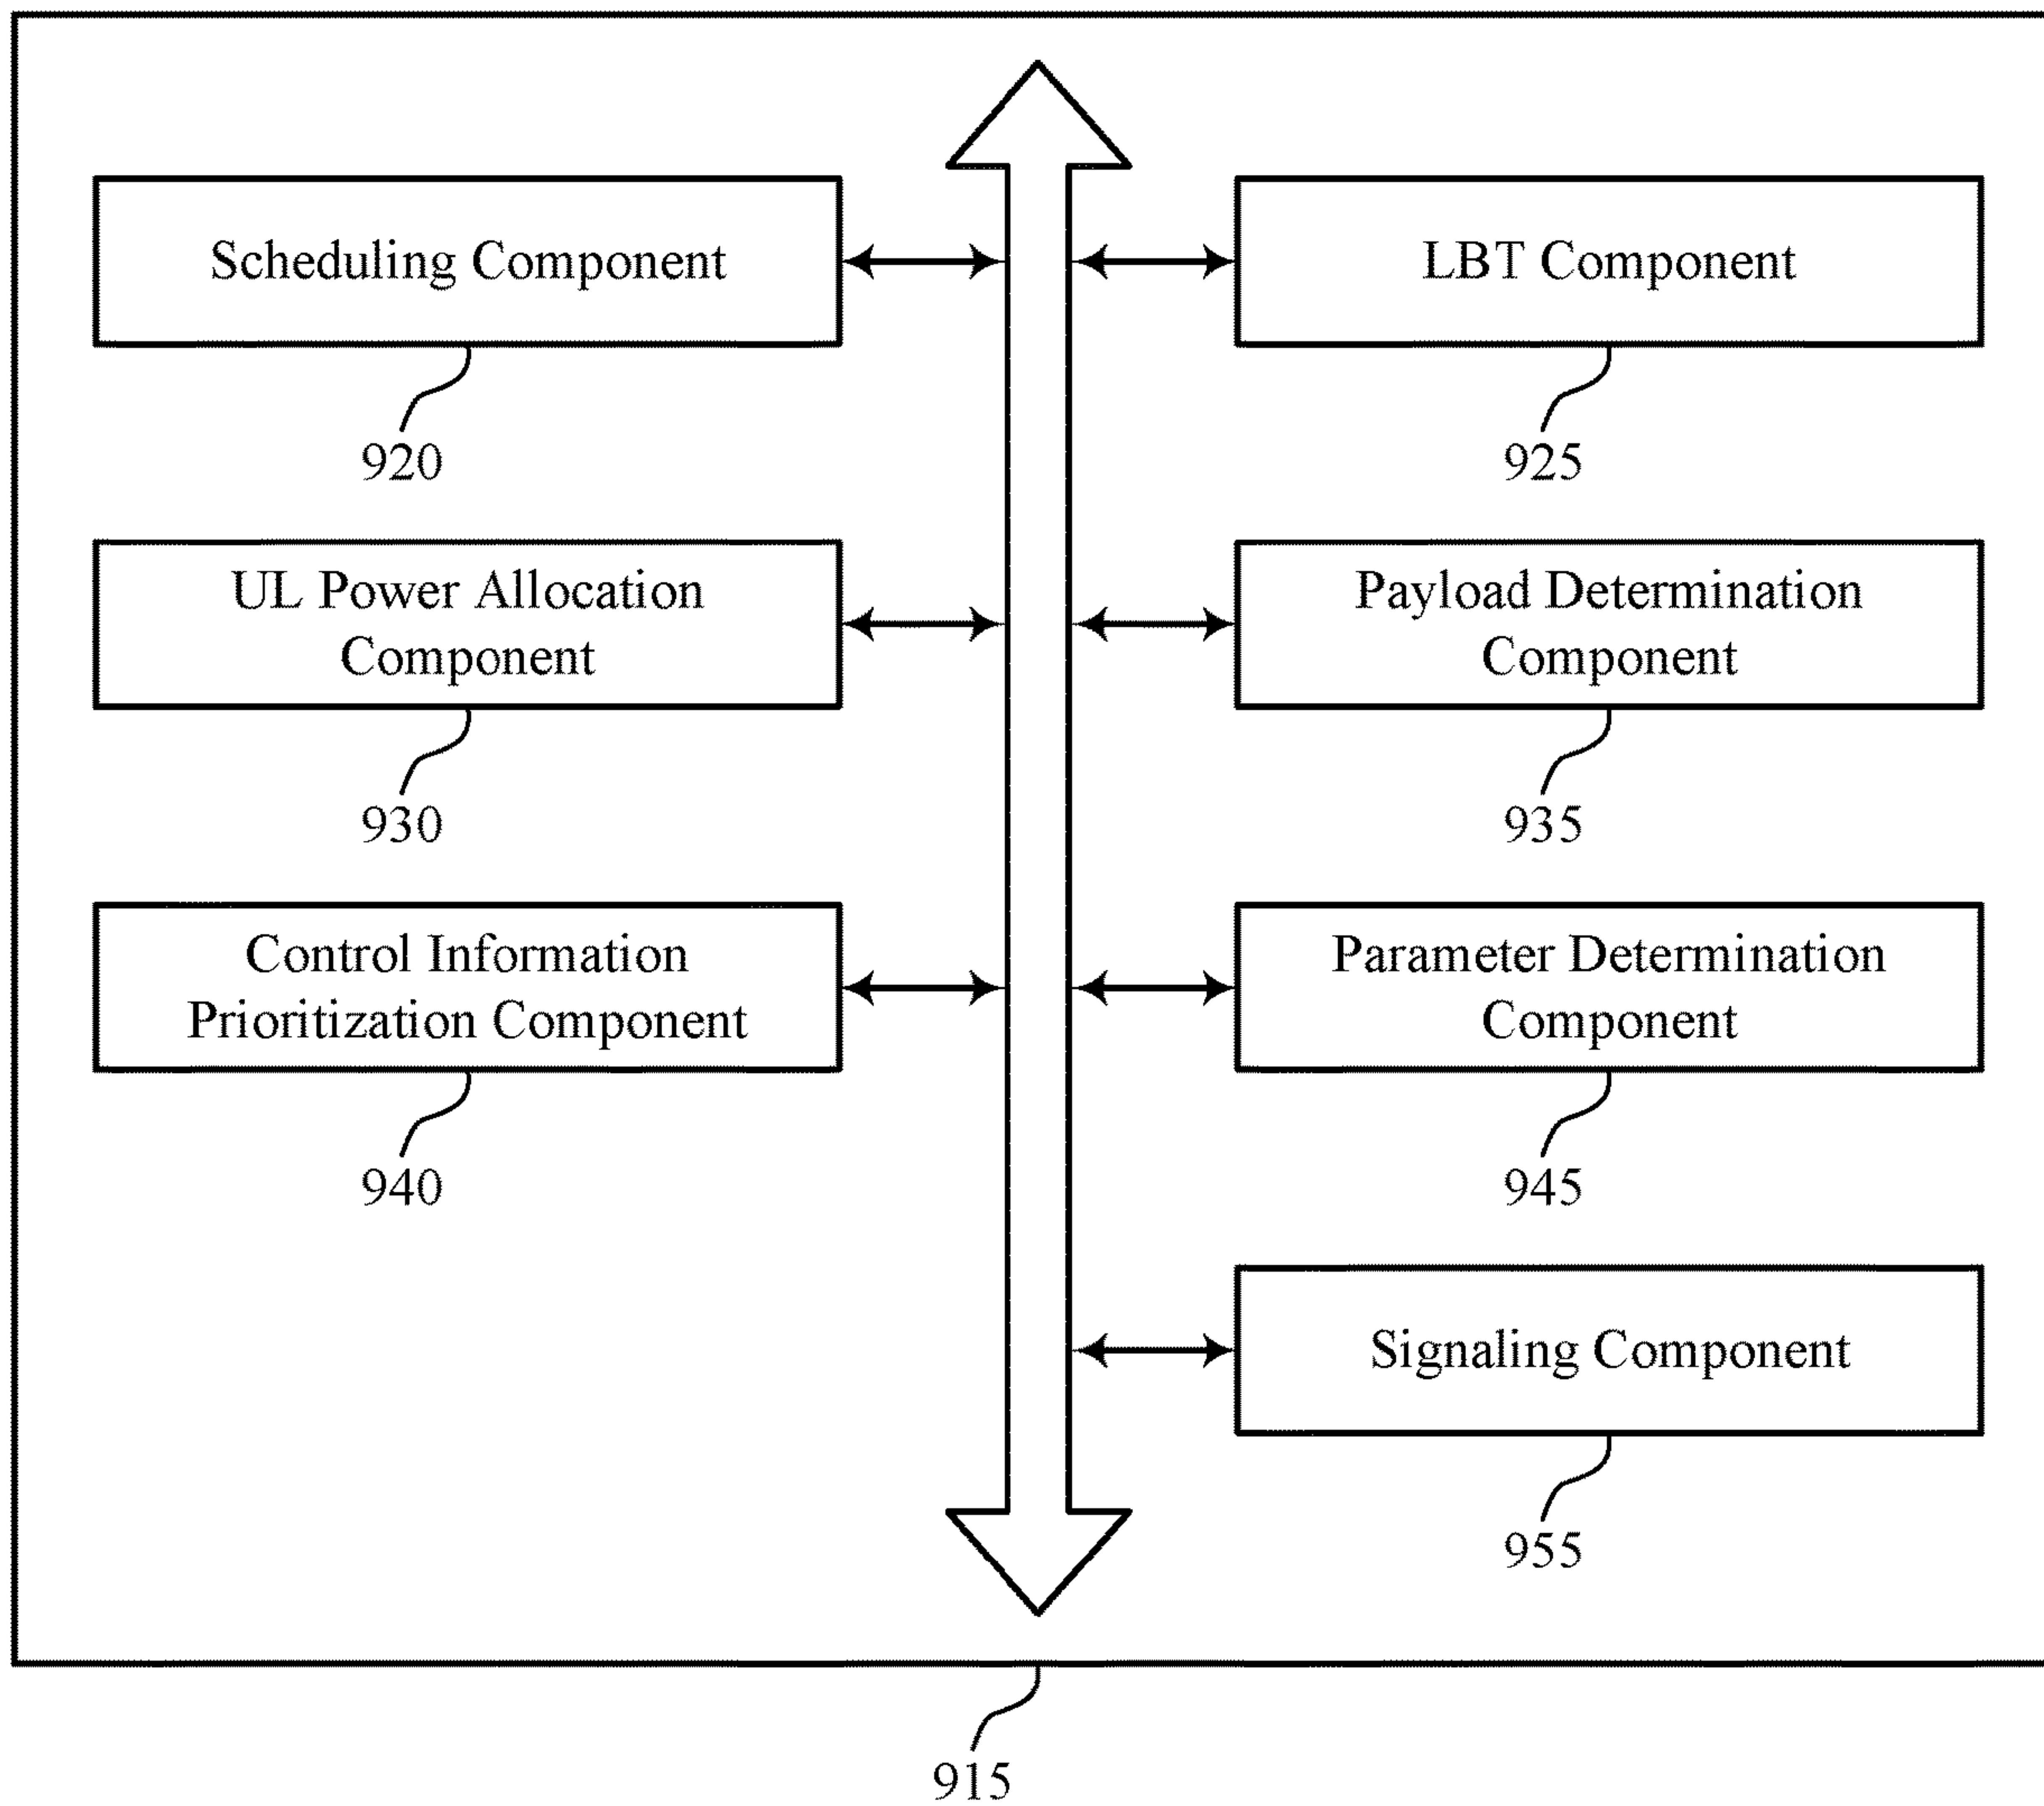 Scheduling Component
LBT Component
920
925
UL Power Allocation
Component
Payload Determination
Component
930
935
Control Information
Prioritization Component
Parameter Determination
Component
940
945
Signaling Component
955
915